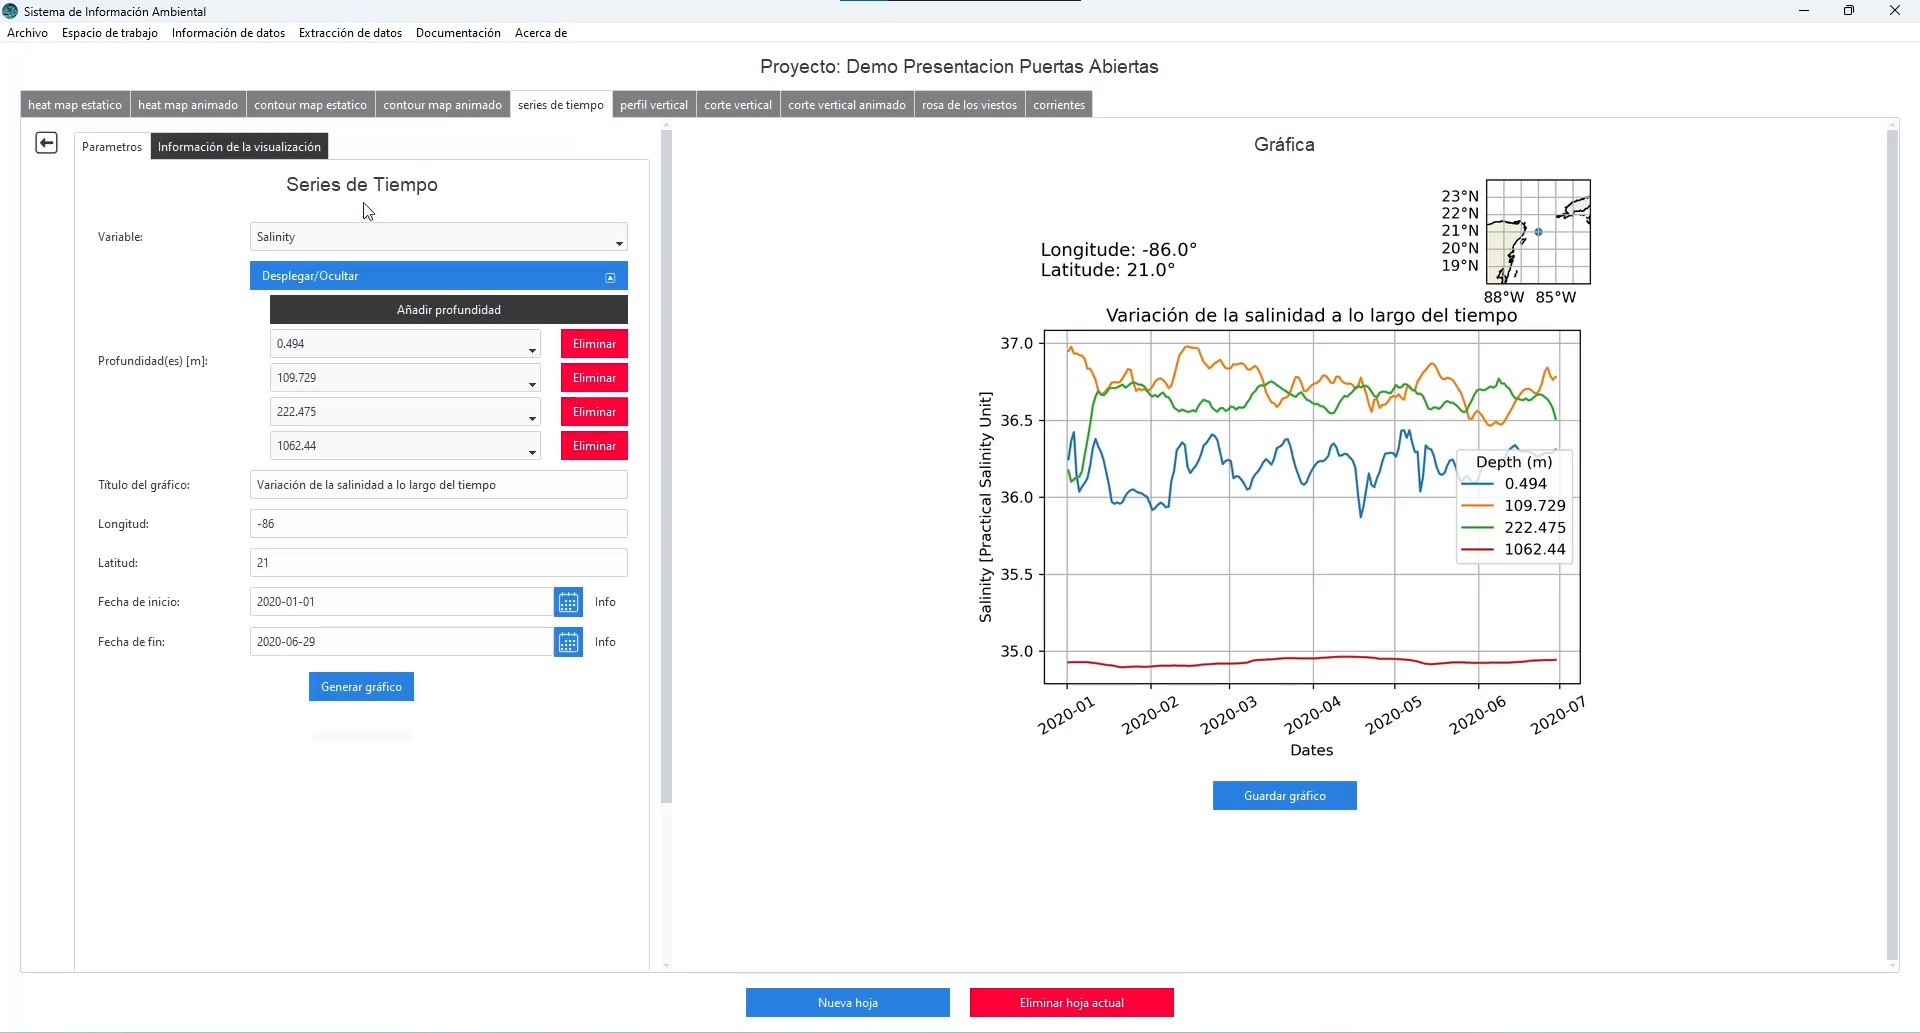 Sistema de Información Ambiental
Archivo Espacio de trabajo Información de datos Extracción de datos Documentación Acerca de
Proyecto: Demo Presentacion Puertas Abiertas
heat map estatico heat map animado contour map estatico contour map animado series de tiempo perfil vertical corte vertical corte vertical animado rosa de los viestos corrientes
Parametros Información de la visualización
Series de Tiempo
Variable: Salinity
Desplegar/Ocultar
Añadir profundidad
Profundidad(es) [m]:
0.494 Eliminar
109.729 Eliminar
222.475 Eliminar
1062.44 Eliminar
Título del gráfico: Variación de la salinidad a lo largo del tiempo
Longitud: -86
Latitud: 21
Fecha de inicio: 2020-01-01 Info
Fecha de fin: 2020-06-29 Info
Generar gráfico
Gráfica
23°N
22°N
21°N
20°N
19°N
88°W 85°W
Longitude: -86.0°
Latitude: 21.0°
Variación de la salinidad a lo largo del tiempo
Salinity [Practical Salinity Unit]
37.0
36.5
36.0
35.5
35.0
Depth (m)
0.494
109.729
222.475
1062.44
2020-01 2020-02 2020-03 2020-04 2020-05 2020-06 2020-07
Dates
Guardar gráfico
Nueva hoja Eliminar hoja actual